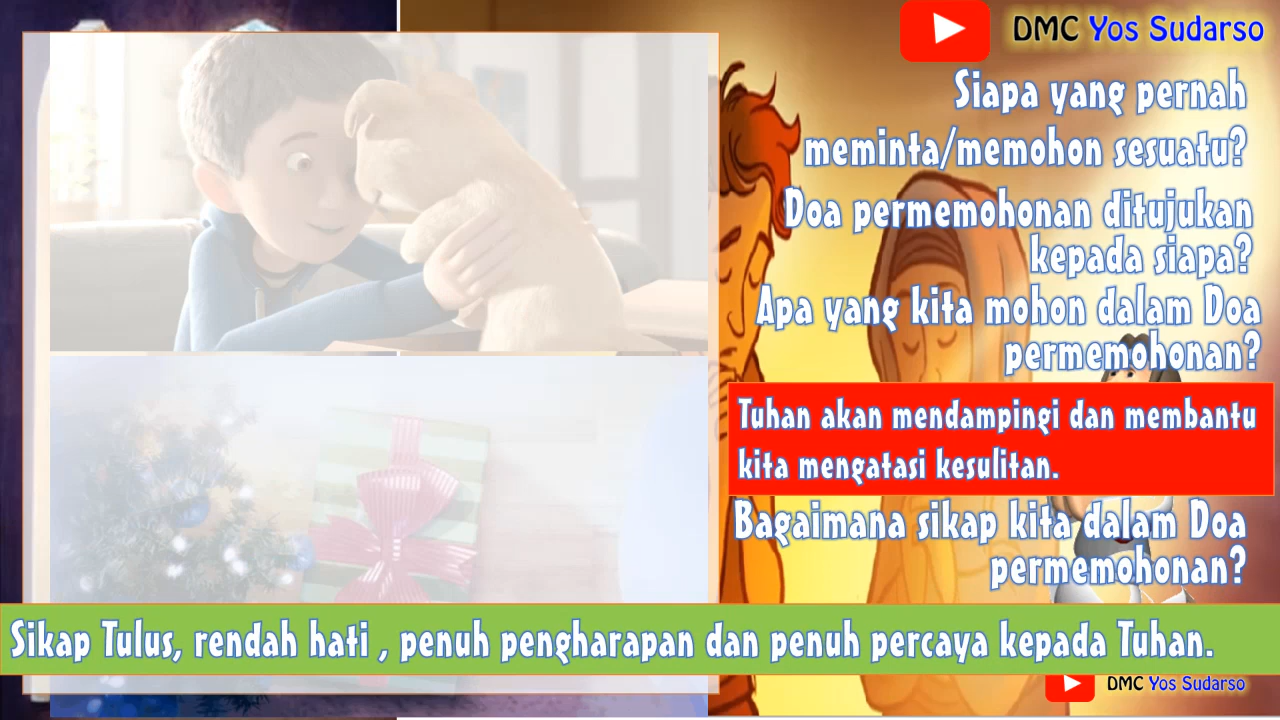 DMC Yos Sudarso
Siapa yang pernah
meminta/memohon sesuatu?
Doa permemohonan ditujukan
kepada siapa?
Apa yang kita mohon dalam Doa
permemohonan?
Tuhan akan mendampingi dan membantu
kita mengatasi kesulitan.
Bagaimana sikap kita dalam Doa
permemohonan?
Sikap Tulus, rendah hati , penuh pengharapan dan penuh percaya kepada Tuhan.
DMC Yos Sudarso